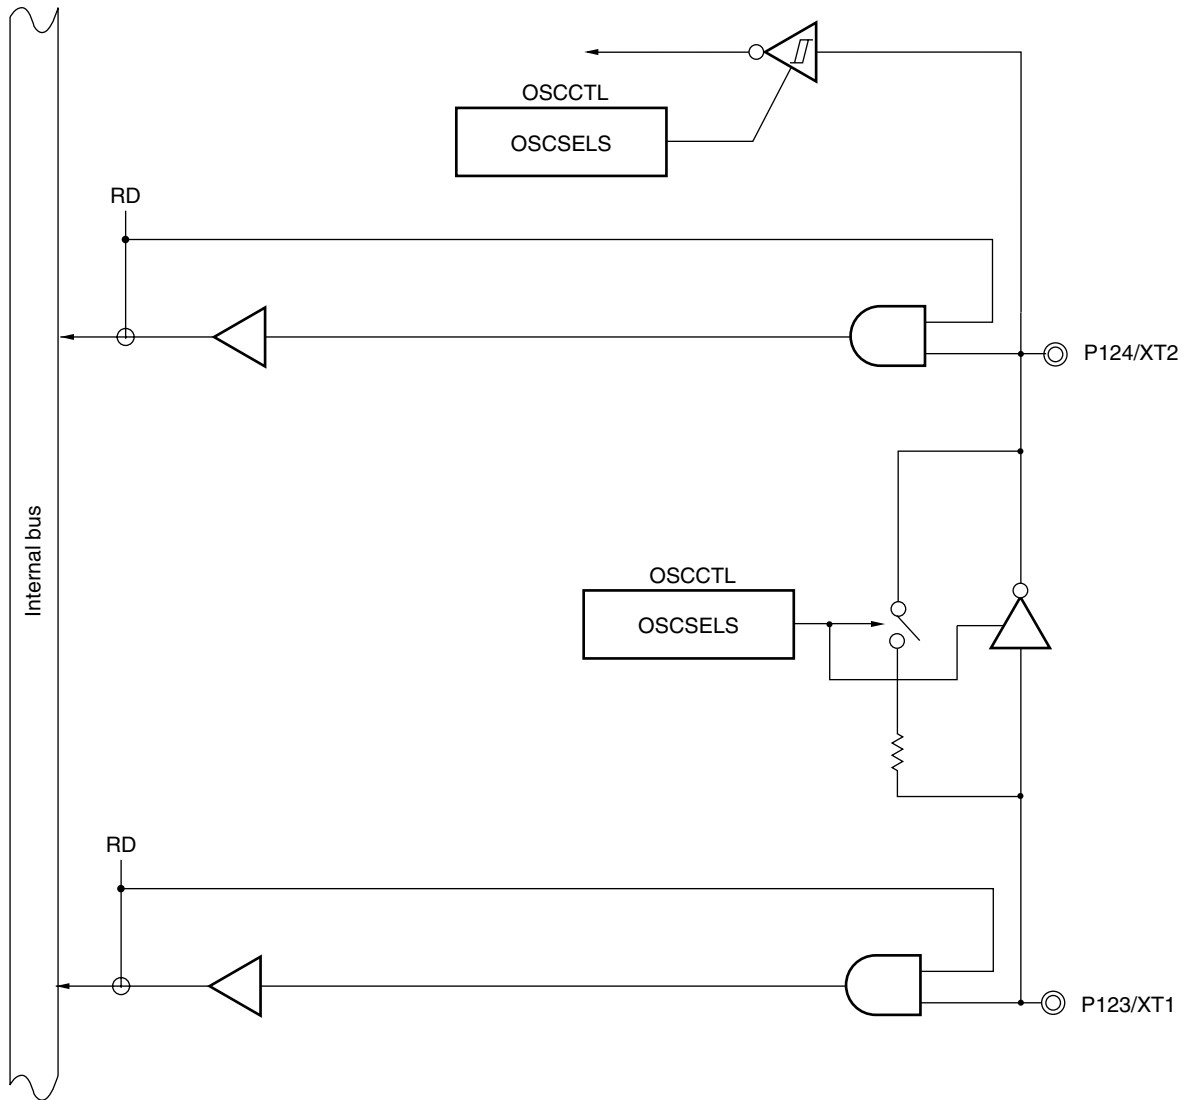 OSCCTL
OSCSELS
RD
P124/XT2
Internal bus
OSCCTL
OSCSELS
RD
P123/XT1